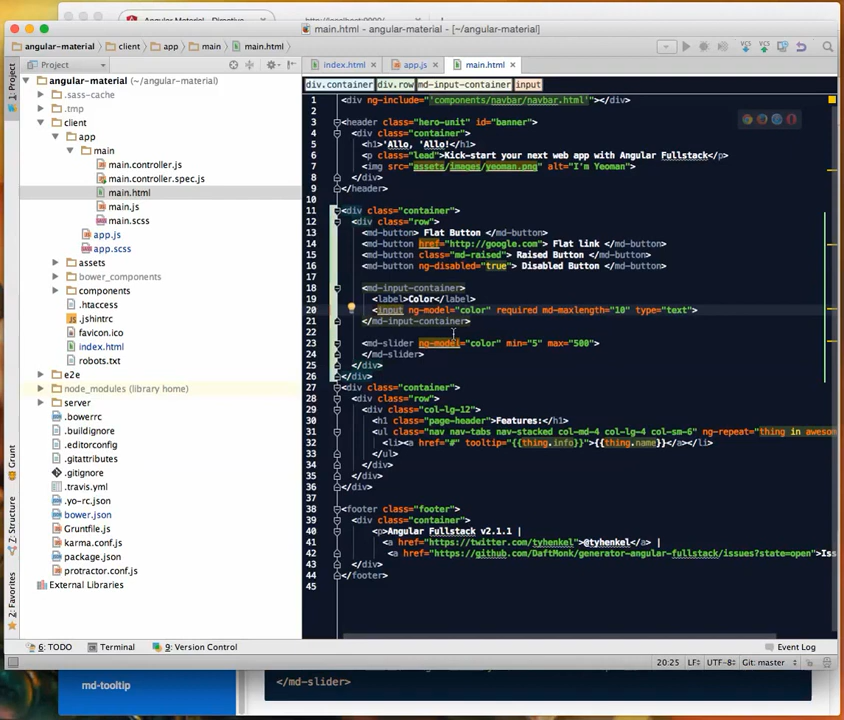 Angular Material - Directive
http://localhost:9000/
main.html - angular-material - [~/angular-material]
angular-material
client
app
main
main.html
Project
index.html
app.js
main.html
1: Project
angular-material (~/angular-material)
.sass-cache
.tmp
client
app
main
main.controller.js
main.controller.spec.js
main.html
main.js
main.scss
app.js
app.scss
assets
bower_components
components
.htaccess
.jshintrc
favicon.ico
index.html
robots.txt
e2e
node_modules (library home)
server
.bowerrc
.buildignore
.editorconfig
.gitattributes
.gitignore
.travis.yml
.yo-rc.json
bower.json
Gruntfile.js
karma.conf.js
package.json
protractor.conf.js
External Libraries
Grunt
7: Structure
2: Favorites
div.container div.row md-input-container input
1 <div ng-include="'components/navbar/navbar.html'"></div>
2
3 <header class="hero-unit" id="banner">
4 <div class="container">
5 <h1>'Allo, 'Allo!</h1>
6 <p class="lead">Kick-start your next web app with Angular Fullstack</p>
7 <img src="assets/images/yeoman.png" alt="I'm Yeoman">
8 </div>
9 </header>
10
11 <div class="container">
12 <div class="row">
13 <md-button> Flat Button </md-button>
14 <md-button href="http://google.com"> Flat link </md-button>
15 <md-button class="md-raised"> Raised Button </md-button>
16 <md-button ng-disabled="true"> Disabled Button </md-button>
17
18 <md-input-container>
19 <label>Color</label>
20 <input ng-model="color" required md-maxlength="10" type="text">
21 </md-input-container>
22
23 <md-slider ng-model="color" min="5" max="500">
24 </md-slider>
25 </div>
26 </div>
27 <div class="container">
28 <div class="row">
29 <div class="col-lg-12">
30 <h1 class="page-header">Features:</h1>
31 <ul class="nav nav-tabs nav-stacked col-md-4 col-lg-4 col-sm-6" ng-repeat="thing in awesom
32 <li><a href="#" tooltip="{{thing.info}}">{{thing.name}}</a></li>
33 </ul>
34 </div>
35 </div>
36 </div>
37
38 <footer class="footer">
39 <div class="container">
40 <p>Angular Fullstack v2.1.1 |
41 <a href="https://twitter.com/tyhenkel">@tyhenkel</a> |
42 <a href="https://github.com/DaftMonk/generator-angular-fullstack/issues?state=open">Iss
43 </div>
44 </footer>
45
6: TODO
Terminal
9: Version Control
Event Log
20:25 LF UTF-8 Git: master
md-tooltip
</md-slider>